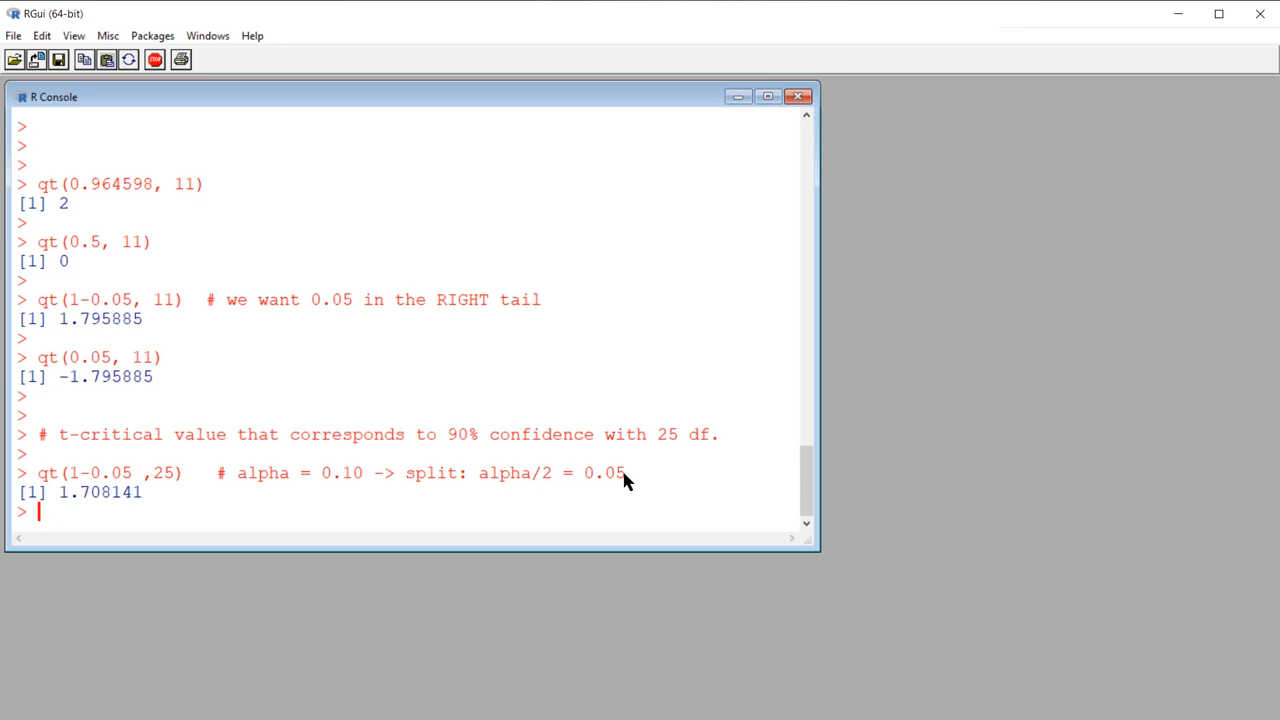 RGui (64-bit)
File Edit View Misc Packages Windows Help
STOP
R Console
>
>
>
> qt(0.964598, 11)
[1] 2
>
> qt(0.5, 11)
[1] 0
>
> qt(1-0.05, 11)  # we want 0.05 in the RIGHT tail
[1] 1.795885
>
> qt(0.05, 11)
[1] -1.795885
>
>
> # t-critical value that corresponds to 90% confidence with 25 df.
>
> qt(1-0.05 ,25)   # alpha = 0.10 -> split: alpha/2 = 0.05
[1] 1.708141
>